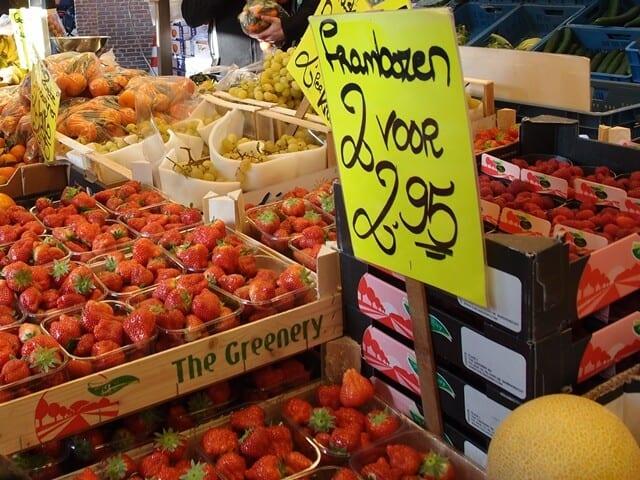 Frambozen
2 VOOR
2.95
The Greenery